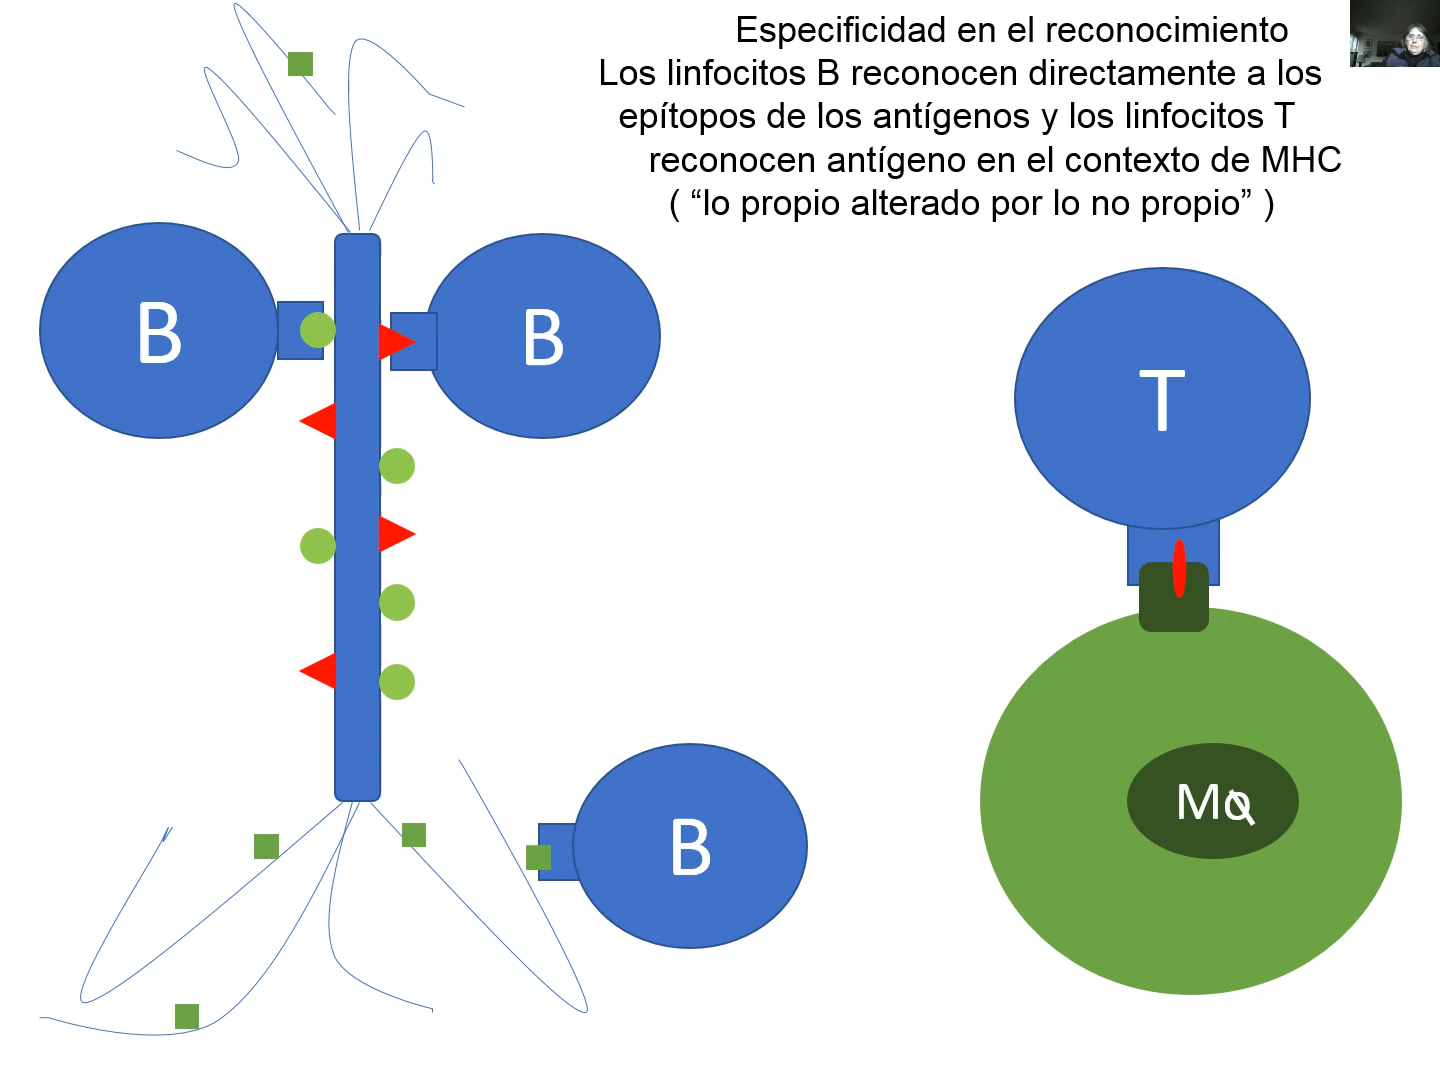 Especificidad en el reconocimiento
Los linfocitos B reconocen directamente a los
epítopos de los antígenos y los linfocitos T
reconocen antígeno en el contexto de MHC
( “lo propio alterado por lo no propio” )
B
B
T
B
Mo